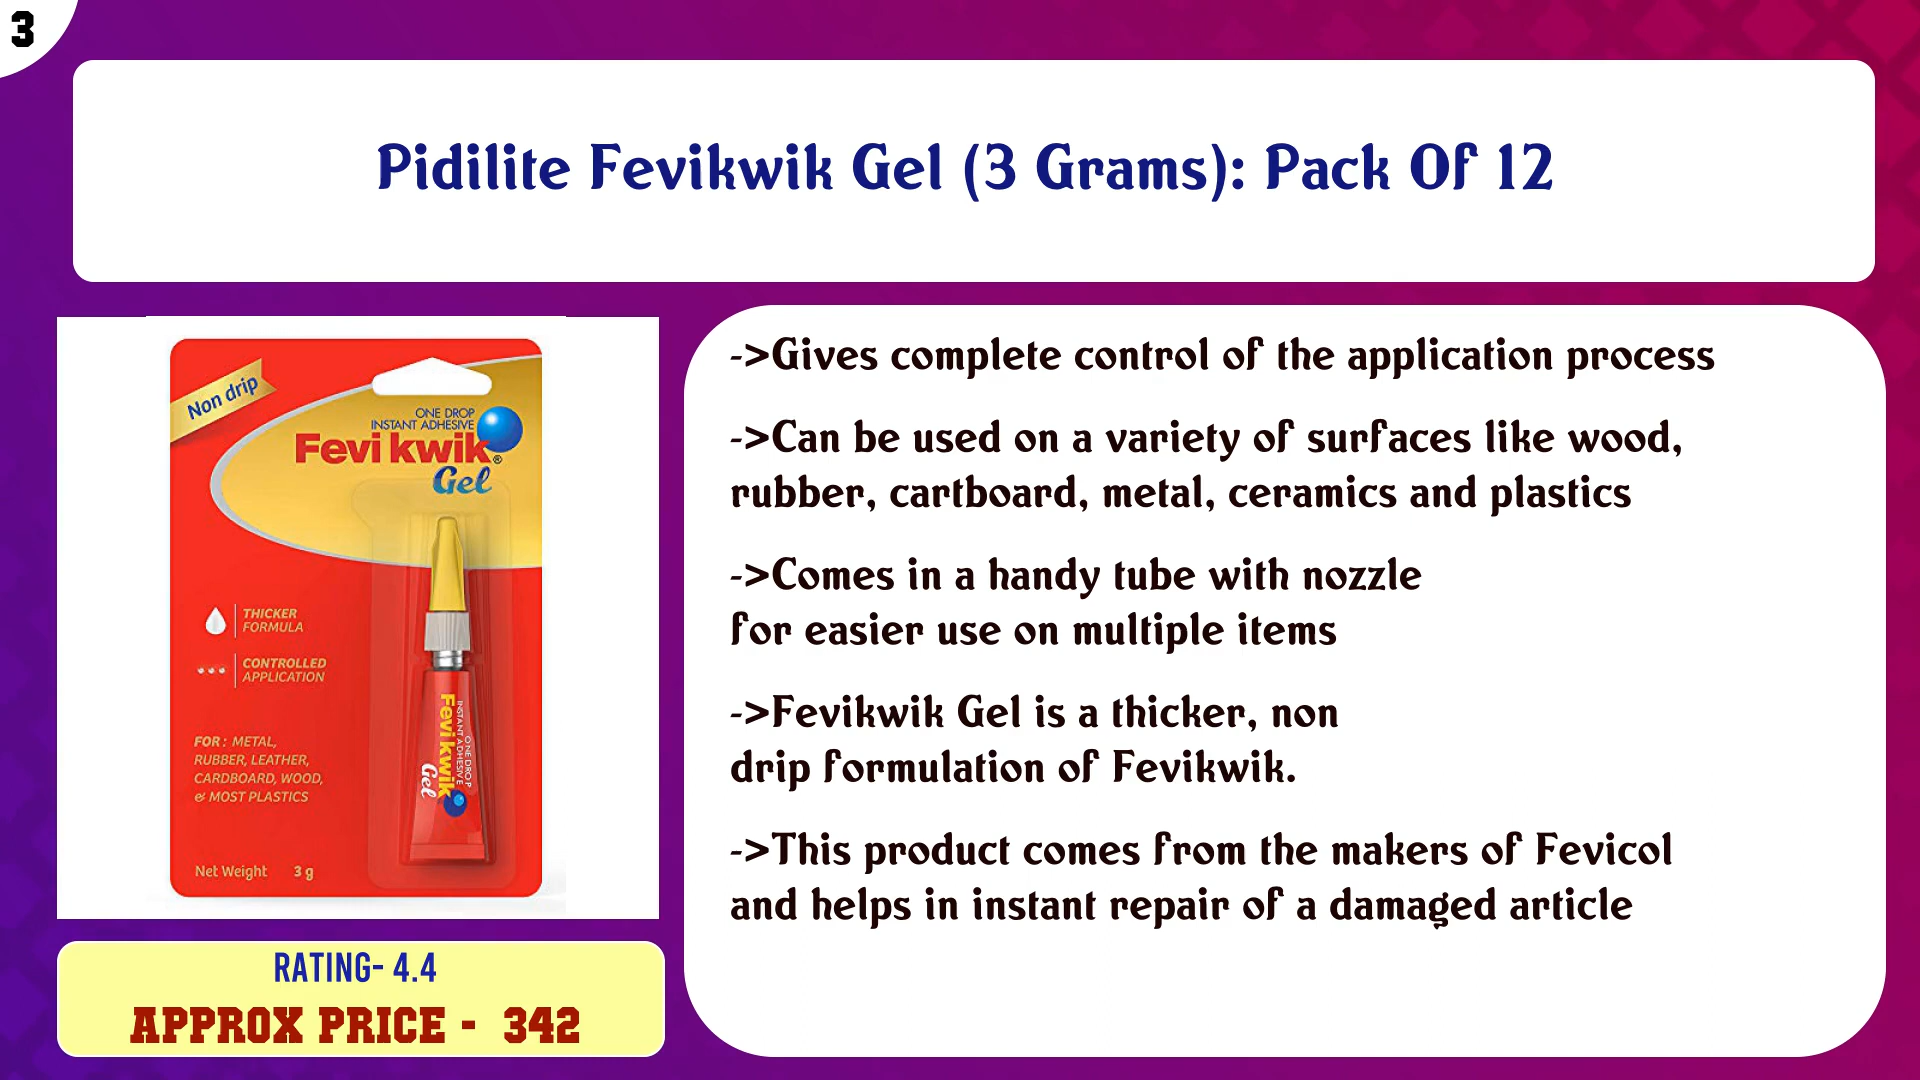 3
Pidilite Fevikwik Gel (3 Grams): Pack Of 12
Non drip
ONE DROP
INSTANT ADHESIVE
Fevi kwik®
Gel
THICKER
FORMULA
CONTROLLED
APPLICATION
FOR: METAL,
RUBBER, LEATHER,
CARDBOARD, WOOD,
& MOST PLASTICS
Net Weight 3 g
ONE DROP
INSTANT ADHESIVE
Fevi kwik
Gel
RATING- 4.4
APPROX PRICE - 342
->Gives complete control of the application process
->Can be used on a variety of surfaces like wood,
rubber, cartboard, metal, ceramics and plastics
->Comes in a handy tube with nozzle
for easier use on multiple items
->Fevikwik Gel is a thicker, non
drip formulation of Fevikwik.
->This product comes from the makers of Fevicol
and helps in instant repair of a damaged article